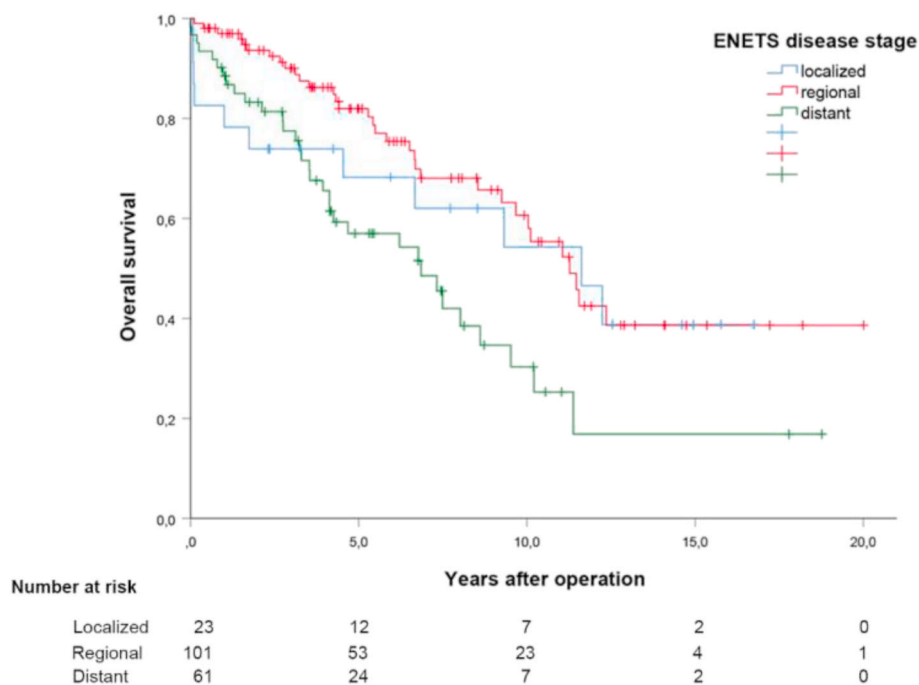 ENETS disease stage
localized
regional
distant
1,0
0,8
0,6
0,4
0,2
0,0
Overall survival
,0 5,0 10,0 15,0 20,0
Years after operation
Number at risk
Localized 23 12 7 2 0
Regional 101 53 23 4 1
Distant 61 24 7 2 0